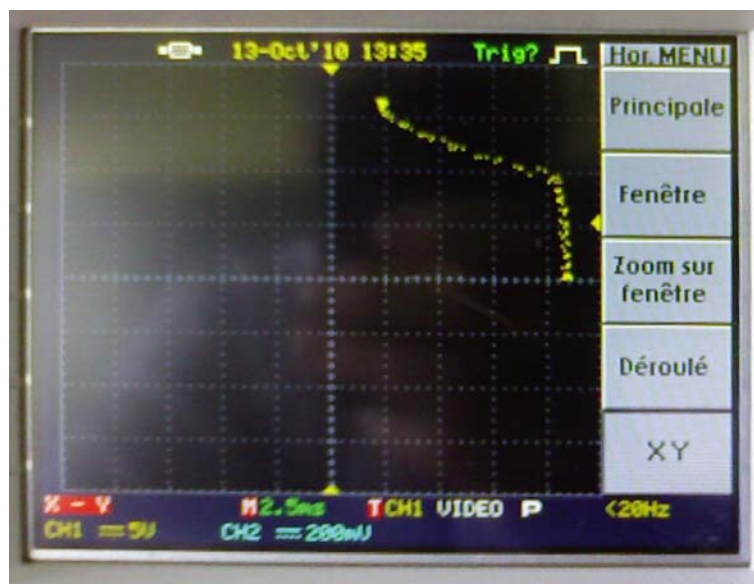 13-Oct'10 13:35 Trig? Hor. MENU
Principale
Fenêtre
Zoom sur
fenêtre
Déroulé
X Y
X - Y M 2.5ms T CH1 VIDEO P <20Hz
CH1 5V CH2 200mV